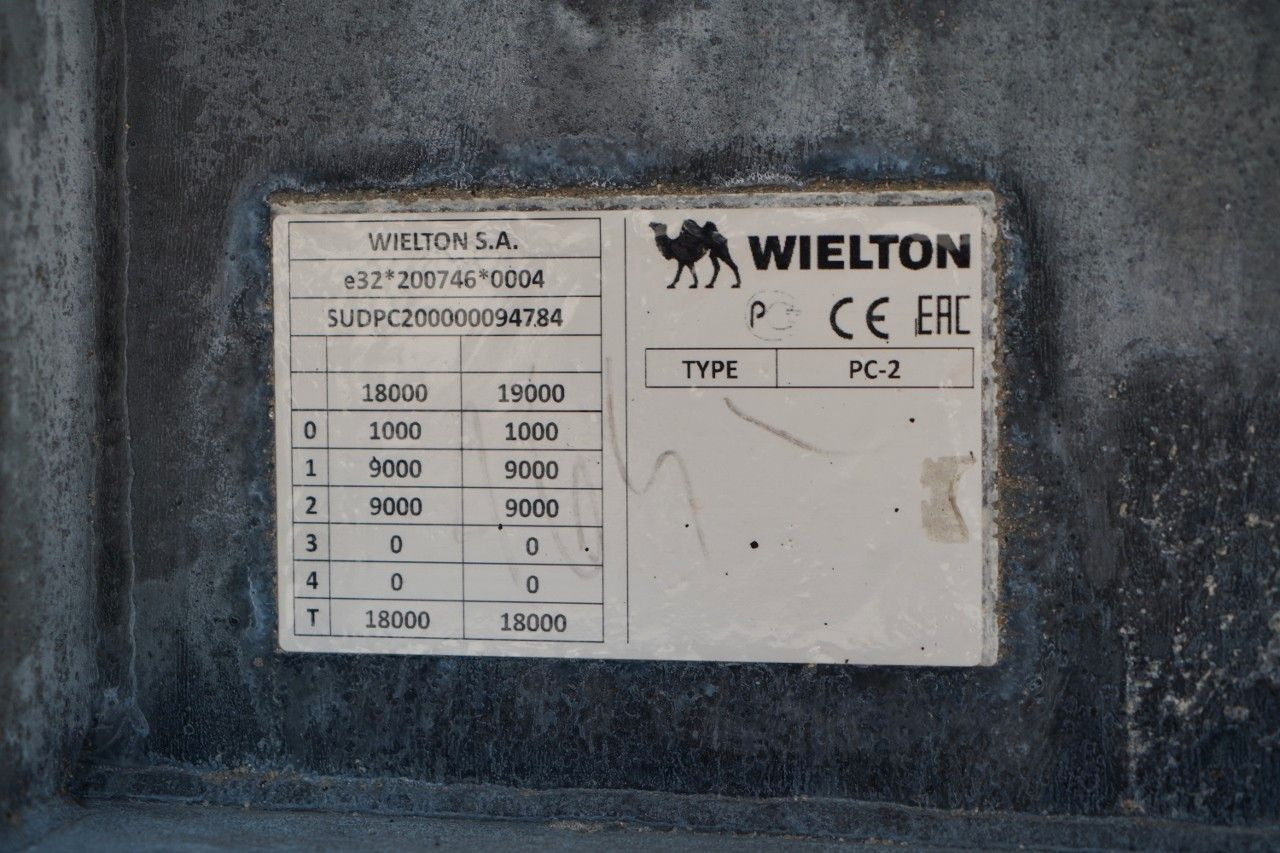 WIELTON S.A.
e32*200746*0004
SUDPC200000094784
18000 19000
0 1000 1000
1 9000 9000
2 9000 9000
3 0 0
4 0 0
T 18000 18000
WIELTON
PC CE EAC
TYPE PC-2